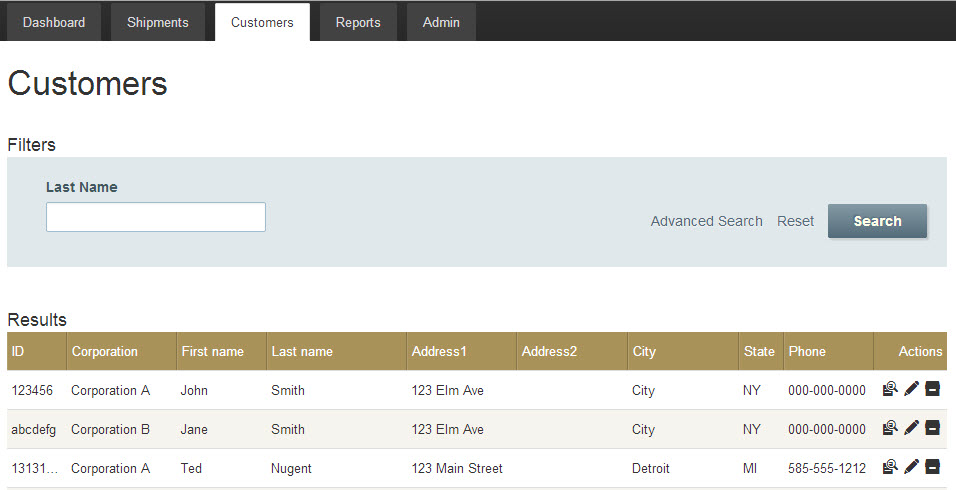 Dashboard Shipments Customers Reports Admin
Customers
Filters
Last Name
Advanced Search Reset Search
Results
ID Corporation First name Last name Address1 Address2 City State Phone Actions
123456 Corporation A John Smith 123 Elm Ave City NY 000-000-0000
abcdefg Corporation B Jane Smith 123 Elm Ave City NY 000-000-0000
13131... Corporation A Ted Nugent 123 Main Street Detroit MI 585-555-1212